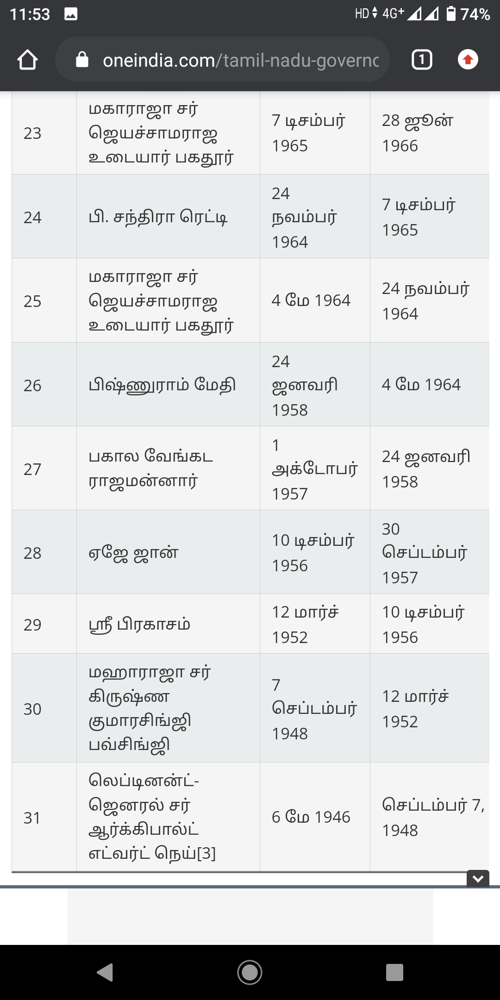 11:53 HD 4G+ 74%
oneindia.com/tamil-nadu-governo 1
23
மகாராஜா சர்
ஜெயச்சாமராஜ
உடையார் பகதூர்
7 டிசம்பர்
1965
28 ஜூன்
1966
24
பி. சந்திரா ரெட்டி
24
நவம்பர்
1964
7 டிசம்பர்
1965
25
மகாராஜா சர்
ஜெயச்சாமராஜ
உடையார் பகதூர்
4 மே 1964
24 நவம்பர்
1964
26
பிஷ்ணுராம் மேதி
24
ஜனவரி
1958
4 மே 1964
27
பகால வேங்கட
ராஜமன்னார்
1
அக்டோபர்
1957
24 ஜனவரி
1958
28
ஏஜே ஜான்
10 டிசம்பர்
1956
30
செப்டம்பர்
1957
29
ஸ்ரீ பிரகாசம்
12 மார்ச்
1952
10 டிசம்பர்
1956
30
மஹாராஜா சர்
கிருஷ்ண
குமாரசிங்ஜி
பவ்சிங்ஜி
7
செப்டம்பர்
1948
12 மார்ச்
1952
31
லெப்டினன்ட்-
ஜெனரல் சர்
ஆர்க்கிபால்ட்
எட்வர்ட் நெய்[3]
6 மே 1946
செப்டம்பர் 7,
1948